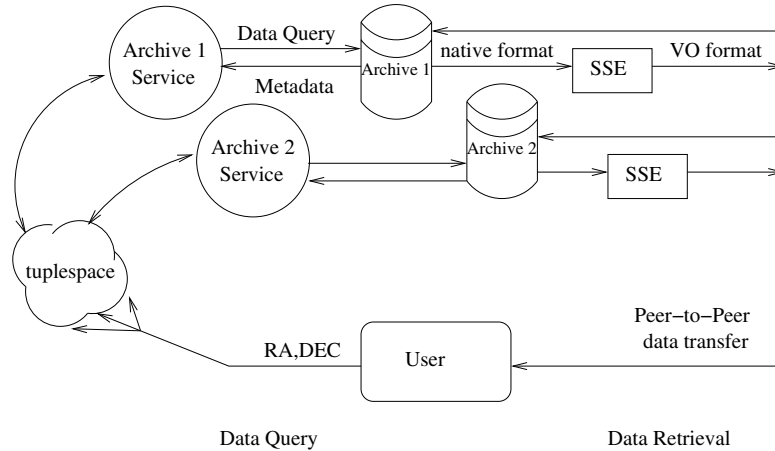 Archive 1
Service
Data Query
Metadata
Archive 1
native format
SSE
VO format
Archive 2
Service
Archive 2
SSE
tuplespace
RA,DEC
User
Peer−to−Peer
data transfer
Data Query
Data Retrieval